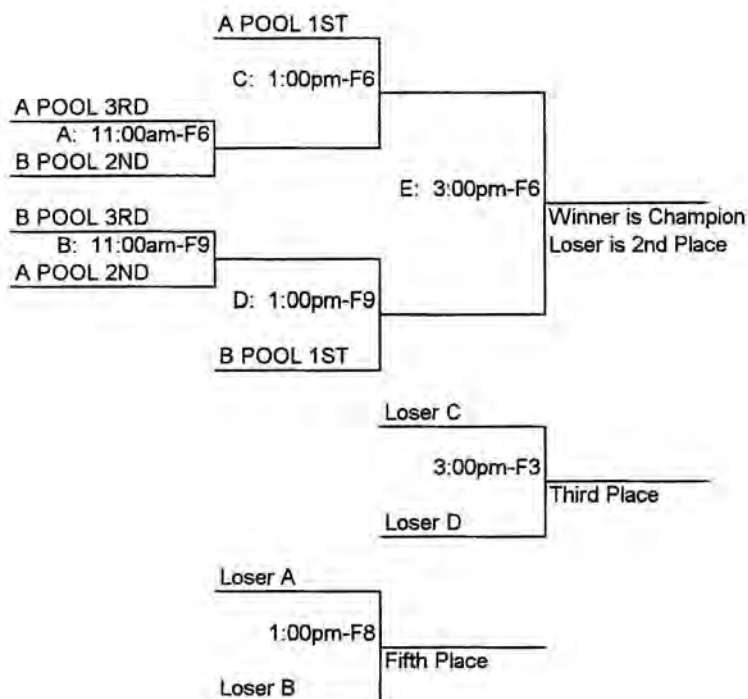 A POOL 1ST
C: 1:00pm-F6
A POOL 3RD
A: 11:00am-F6
B POOL 2ND
E: 3:00pm-F6
B POOL 3RD
Winner is Champion
B: 11:00am-F9
Loser is 2nd Place
A POOL 2ND
D: 1:00pm-F9
B POOL 1ST
Loser C
3:00pm-F3
Third Place
Loser D
Loser A
1:00pm-F8
Fifth Place
Loser B